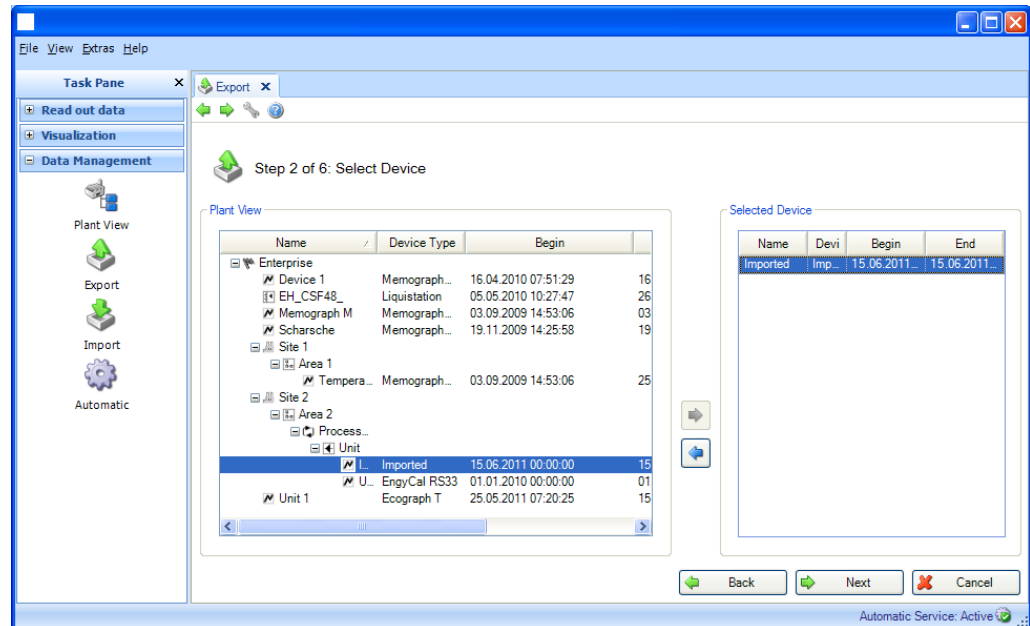 File View Extras Help
Task Pane
Read out data
Visualization
Data Management
Plant View
Export
Import
Automatic
Export
Step 2 of 6: Select Device
Plant View
Name Device Type Begin
Enterprise
Device 1 Memograph... 16.04.2010 07:51:29 16
EH_CSF48_ Liquistation 05.05.2010 10:27:47 26
Memograph M Memograph... 03.09.2009 14:53:06 03
Scharsche Memograph... 19.11.2009 14:25:58 19
Site 1
Area 1
Tempera... Memograph... 03.09.2009 14:53:06 25
Site 2
Area 2
Process...
Unit
I... Imported 15.06.2011 00:00:00 15
U... EngyCal RS33 01.01.2010 00:00:00 01
Unit 1 Ecograph T 25.05.2011 07:20:25 15
Selected Device
Name Devi Begin End
Imported Imp... 15.06.2011... 15.06.2011...
Back Next Cancel
Automatic Service: Active